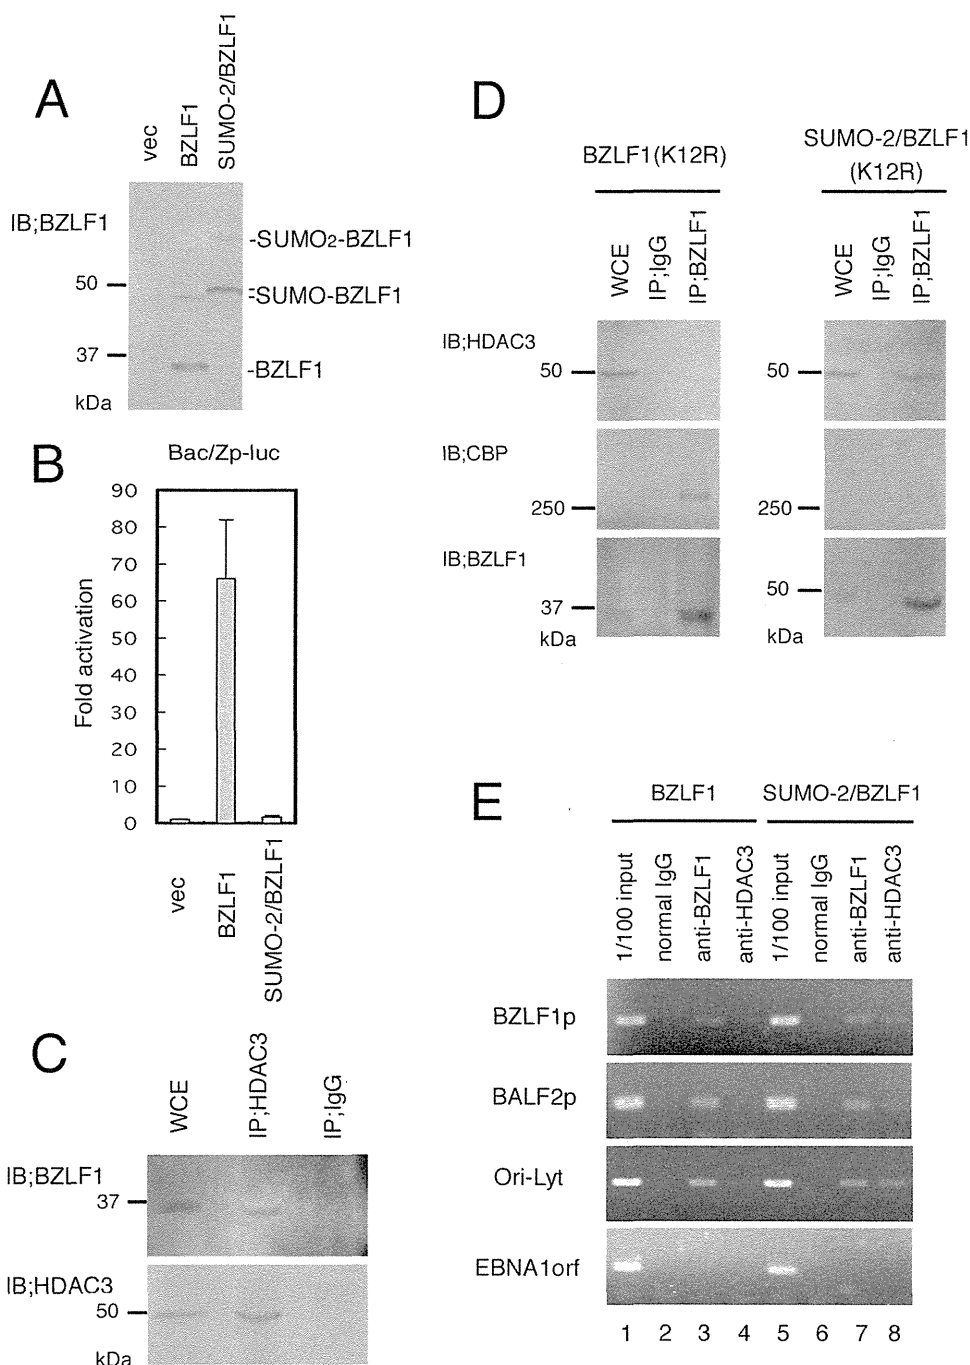 A
vec
BZLF1
SUMO-2/BZLF1
IB;BZLF1
-SUMO2-BZLF1
50
-SUMO-BZLF1
37
-BZLF1
kDa
B
Bac/Zp-luc
90
80
70
60
50
40
30
20
10
0
Fold activation
vec
BZLF1
SUMO-2/BZLF1
C
WCE
IP;HDAC3
IP;IgG
IB;BZLF1
37
IB;HDAC3
50
kDa
D
BZLF1(K12R)
SUMO-2/BZLF1
(K12R)
WCE
IP;IgG
IP;BZLF1
WCE
IP;IgG
IP;BZLF1
IB;HDAC3
50
50
IB;CBP
250
250
IB;BZLF1
37
50
kDa
kDa
E
BZLF1
SUMO-2/BZLF1
1/100 input
normal IgG
anti-BZLF1
anti-HDAC3
1/100 input
normal IgG
anti-BZLF1
anti-HDAC3
BZLF1p
BALF2p
Ori-Lyt
EBNA1orf
1 2 3 4 5 6 7 8